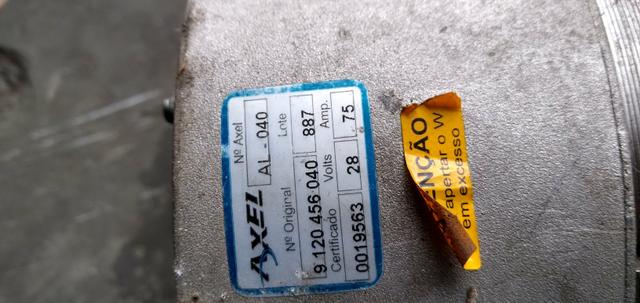 AXEL
Nº Axel
AL - 040
Lote
887
Amp.
75
Nº Original
9 120 456 040
Volts
28
Certificado
0019563
ENÇÃO
apertar o W
em excesso